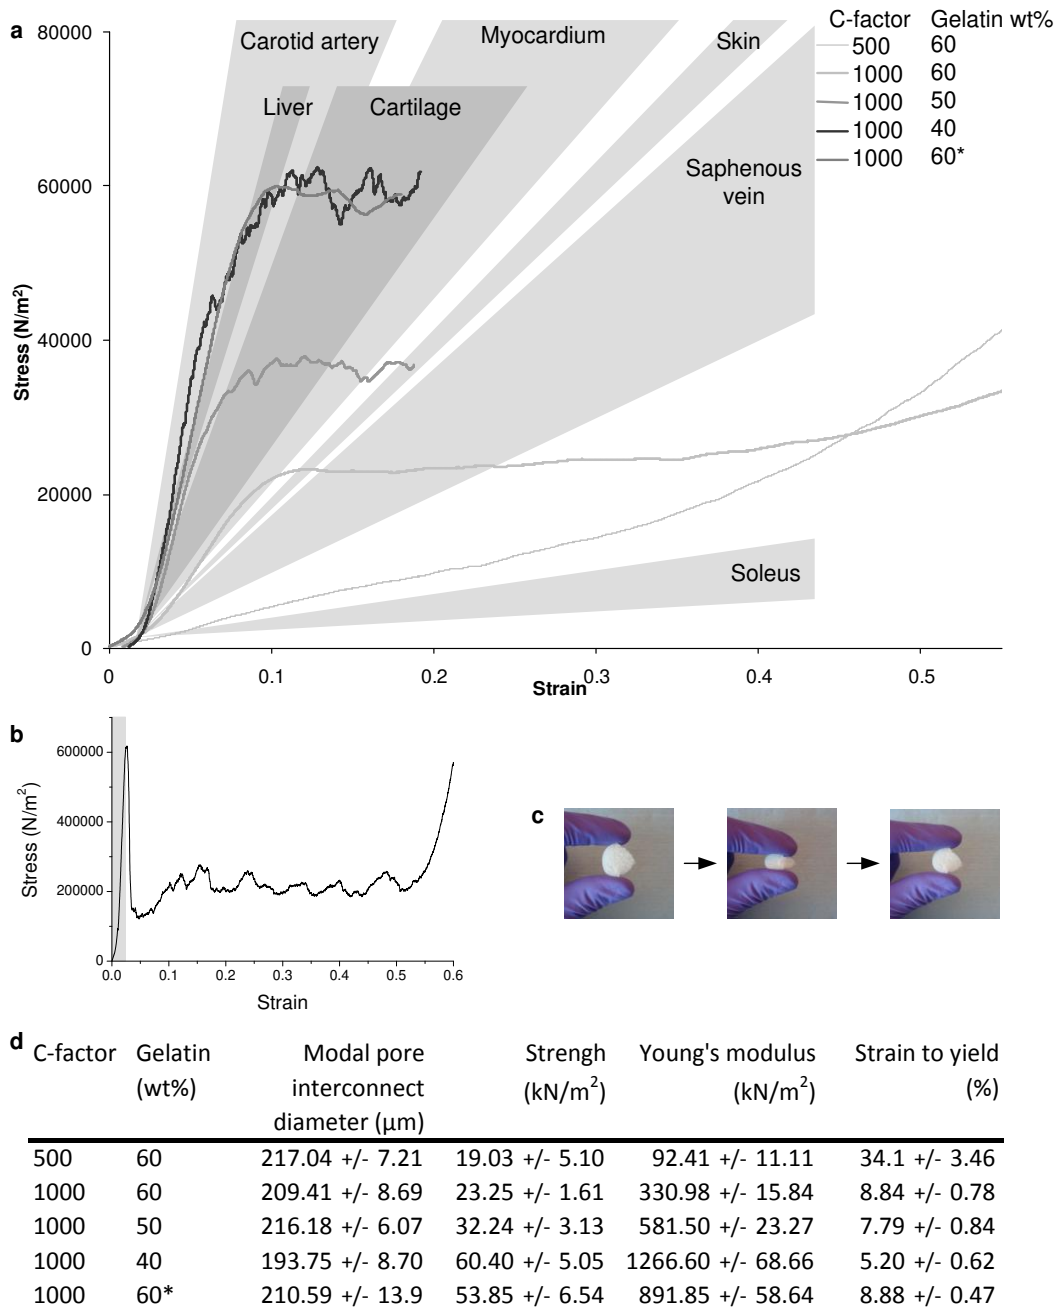 a
80000
60000
40000
20000
0
Stress (N/m²)
0 0.1 0.2 0.3 0.4 0.5
Strain
Carotid artery
Myocardium
Skin
Liver
Cartilage
Saphenous
vein
Soleus
C-factor Gelatin wt%
500 60
1000 60
1000 50
1000 40
1000 60*
b
600000
400000
200000
0
Stress (N/m²)
0.0 0.1 0.2 0.3 0.4 0.5 0.6
Strain
c
d
C-factor Gelatin Modal pore Strengh Young's modulus Strain to yield
(wt%) interconnect (kN/m²) (kN/m²) (%)
diameter (μm)
500 60 217.04 +/- 7.21 19.03 +/- 5.10 92.41 +/- 11.11 34.1 +/- 3.46
1000 60 209.41 +/- 8.69 23.25 +/- 1.61 330.98 +/- 15.84 8.84 +/- 0.78
1000 50 216.18 +/- 6.07 32.24 +/- 3.13 581.50 +/- 23.27 7.79 +/- 0.84
1000 40 193.75 +/- 8.70 60.40 +/- 5.05 1266.60 +/- 68.66 5.20 +/- 0.62
1000 60* 210.59 +/- 13.9 53.85 +/- 6.54 891.85 +/- 58.64 8.88 +/- 0.47